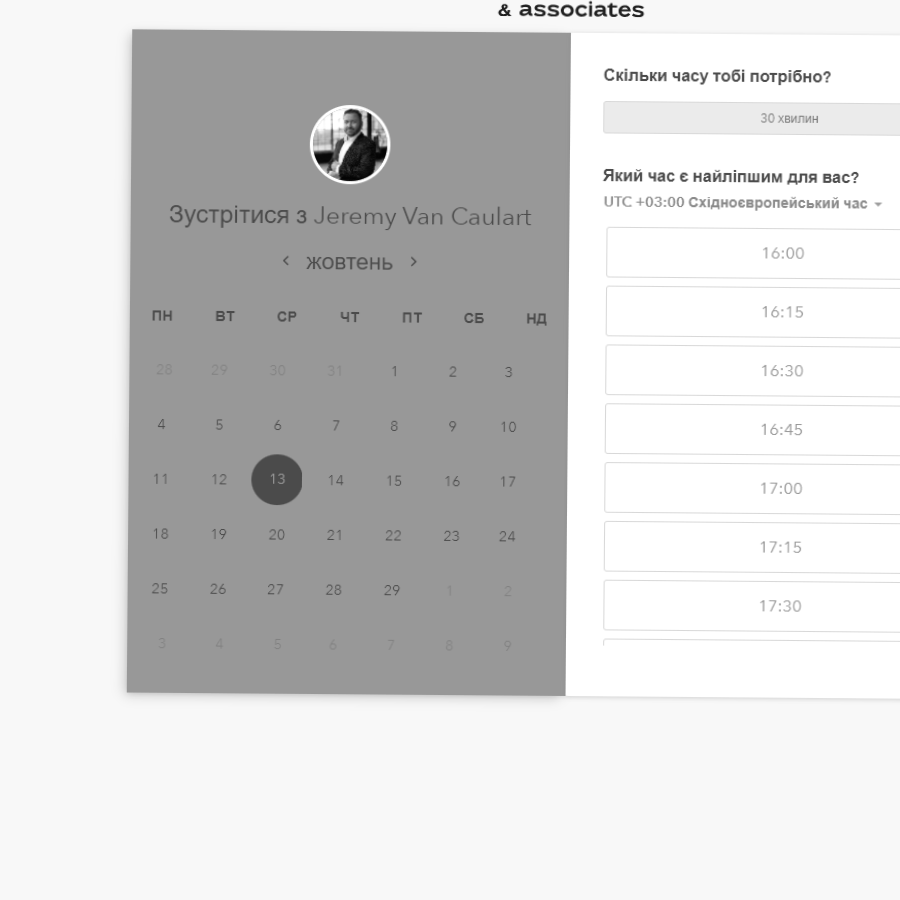 & associates
Зустрітися з Jeremy Van Caulart
‹ жовтень ›
ПН ВТ СР ЧТ ПТ СБ НД
28 29 30 31 1 2 3
4 5 6 7 8 9 10
11 12 13 14 15 16 17
18 19 20 21 22 23 24
25 26 27 28 29 1 2
3 4 5 6 7 8 9
Скільки часу тобі потрібно?
30 хвилин
Який час є найліпшим для вас?
UTC +03:00 Східноєвропейський час
16:00
16:15
16:30
16:45
17:00
17:15
17:30